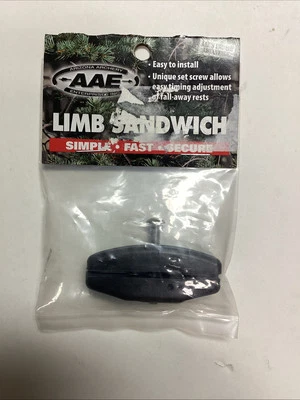 ARIZONA ARCHERY
AAE
ENTERPRISES, INC.
• Easy to install
• Unique set screw allows
easy timing adjustment
of fall-away rests
LIMB SANDWICH
SIMPLE • FAST • SECURE